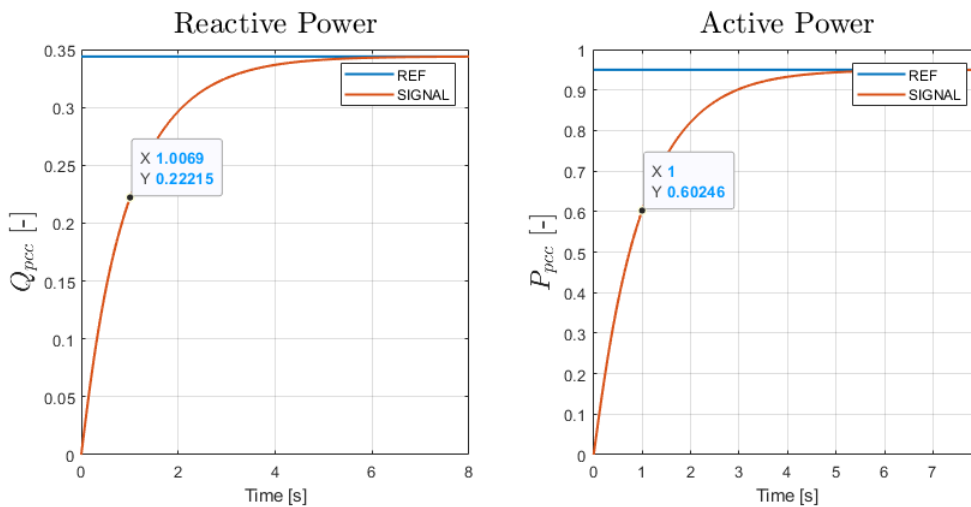 Reactive Power
0.35
0.3
0.25
0.2
0.15
0.1
0.05
0
Q_pcc [-]
REF
SIGNAL
X 1.0069
Y 0.22215
0 2 4 6 8
Time [s]
Active Power
1
0.9
0.8
0.7
0.6
0.5
0.4
0.3
0.2
0.1
0
P_pcc [-]
REF
SIGNAL
X 1
Y 0.60246
0 1 2 3 4 5 6 7
Time [s]